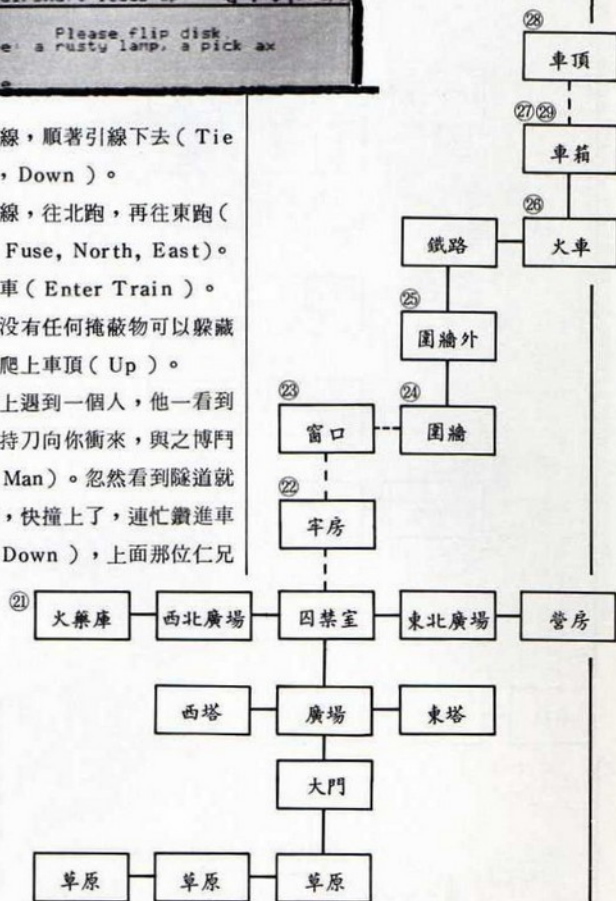 Please flip disk
a rusty lamp, a pick ax
線，順著引線下去（Tie
，Down）。
線，往北跑，再往東跑（
Fuse, North, East）。
車（Enter Train）。
没有任何掩蔽物可以躲藏
爬上車頂（Up）。
上遇到一個人，他一看到
持刀向你衝來，與之博鬥
Man）。忽然看到隧道就
，快撞上了，連忙鑽進車
Down），上面那位仁兄
㉘
車頂
㉗㉙
車箱
㉖
鐵路 火車
㉕
圍牆外
㉓ ㉔
窗口 圍牆
㉒
牢房
㉑ 火藥庫 西北廣場 囚禁室 東北廣場 營房
西塔 廣場 東塔
大門
草原 草原 草原